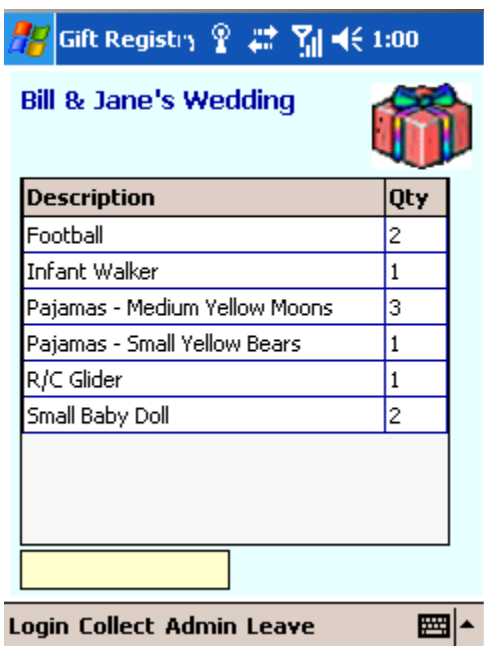 Gift Registry 1:00
Bill & Jane's Wedding
Description Qty
Football 2
Infant Walker 1
Pajamas - Medium Yellow Moons 3
Pajamas - Small Yellow Bears 1
R/C Glider 1
Small Baby Doll 2
Login Collect Admin Leave